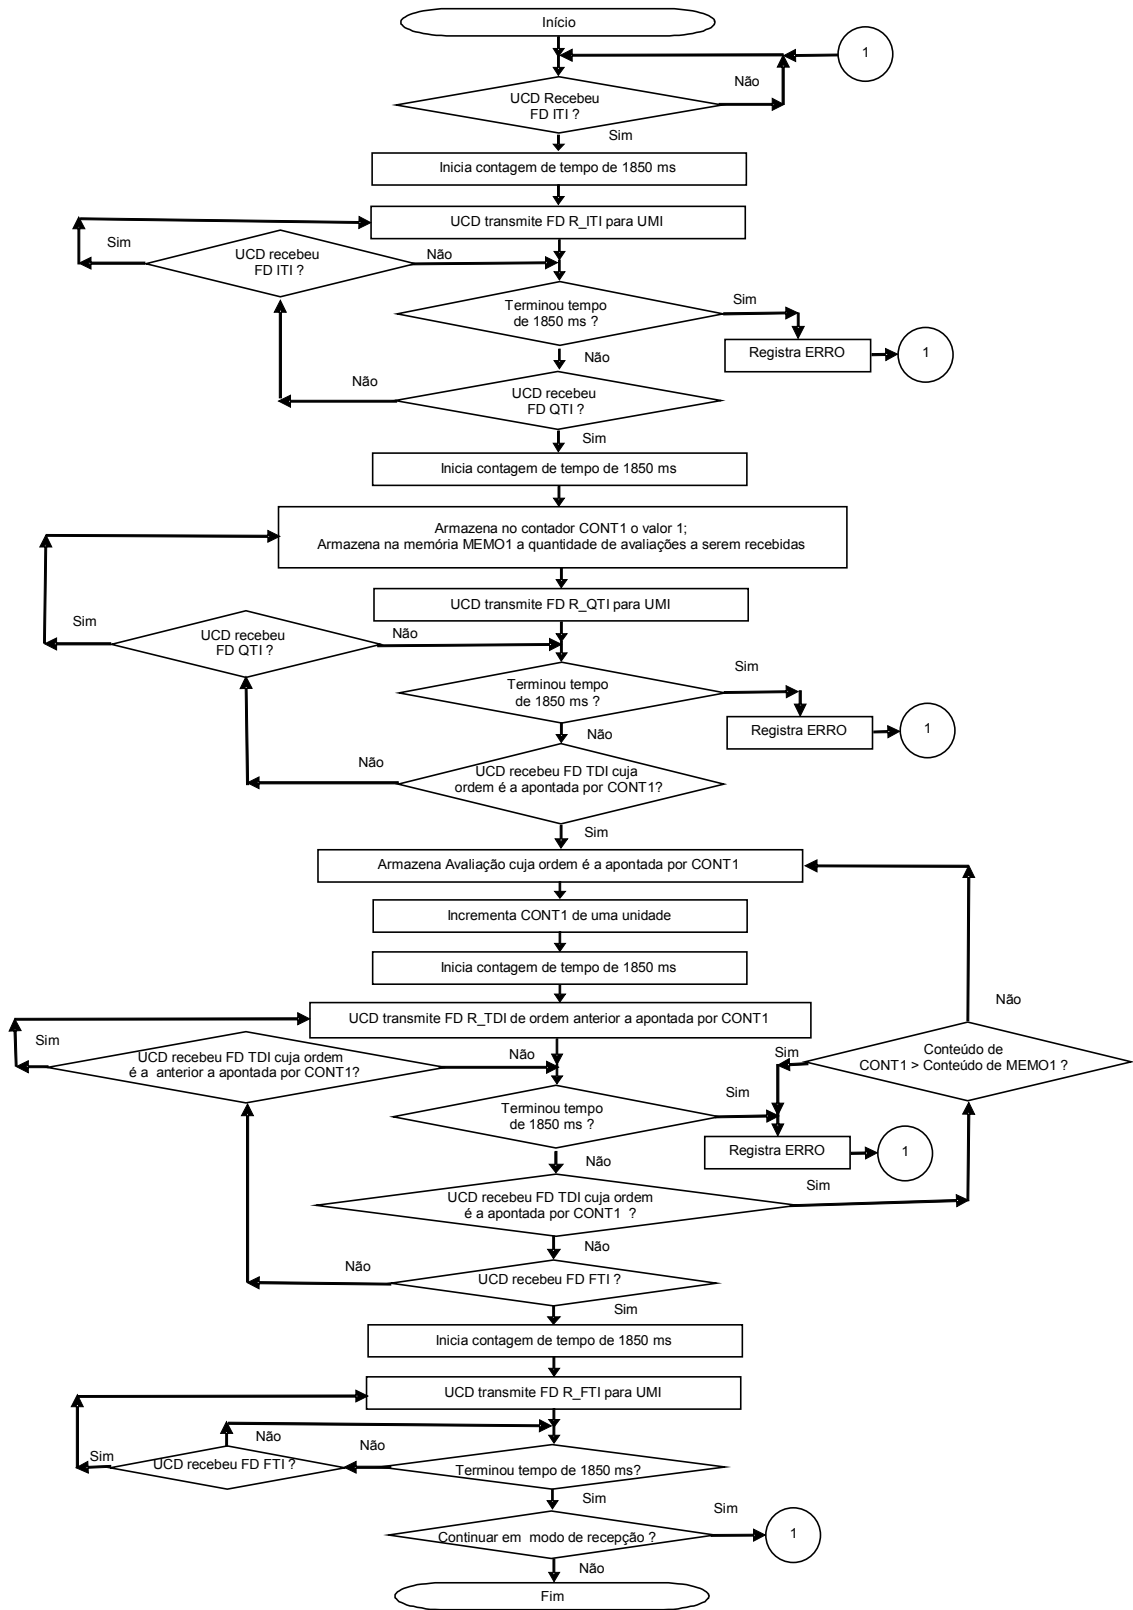 Início
1
Não
UCD Recebeu
FD ITI ?
Sim
Inicia contagem de tempo de 1850 ms
UCD transmite FD R_ITI para UMI
Sim
UCD recebeu
FD ITI ?
Não
Terminou tempo
de 1850 ms ?
Sim
Registra ERRO
1
Não
Não
UCD recebeu
FD QTI ?
Sim
Inicia contagem de tempo de 1850 ms
Armazena no contador CONT1 o valor 1;
Armazena na memória MEMO1 a quantidade de avaliações a serem recebidas
UCD transmite FD R_QTI para UMI
Sim
UCD recebeu
FD QTI ?
Não
Terminou tempo
de 1850 ms ?
Sim
Registra ERRO
1
Não
Não
UCD recebeu FD TDI cuja
ordem é a apontada por CONT1?
Sim
Armazena Avaliação cuja ordem é a apontada por CONT1
Incrementa CONT1 de uma unidade
Inicia contagem de tempo de 1850 ms
Não
UCD transmite FD R_TDI de ordem anterior a apontada por CONT1
Sim
UCD recebeu FD TDI cuja ordem
é a anterior a apontada por CONT1?
Não
Sim
Conteúdo de
CONT1 > Conteúdo de MEMO1 ?
Terminou tempo
de 1850 ms ?
Sim
Registra ERRO
1
Não
UCD recebeu FD TDI cuja ordem
é a apontada por CONT1 ?
Sim
Não
Não
UCD recebeu FD FTI ?
Sim
Inicia contagem de tempo de 1850 ms
UCD transmite FD R_FTI para UMI
Não
Não
Sim
UCD recebeu FD FTI ?
Terminou tempo de 1850 ms?
Sim
Sim
Continuar em modo de recepção ?
1
Não
Fim